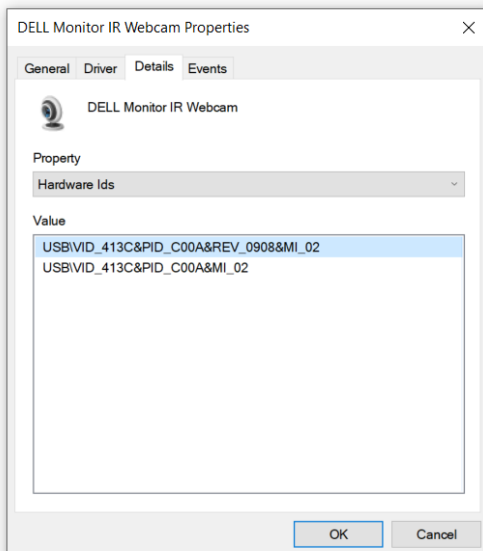 DELL Monitor IR Webcam Properties
General Driver Details Events
DELL Monitor IR Webcam
Property
Hardware Ids
Value
USB\VID_413C&PID_C00A&REV_0908&MI_02
USB\VID_413C&PID_C00A&MI_02
OK Cancel